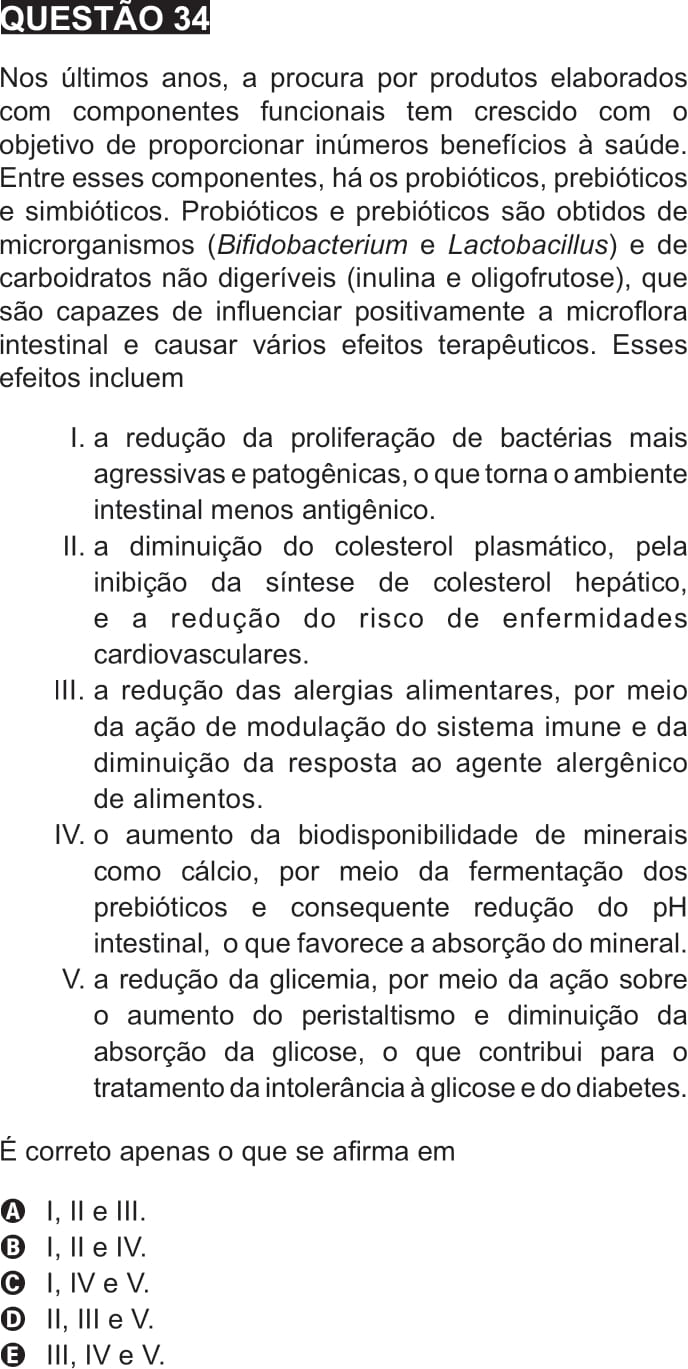 QUESTÃO 34
Nos últimos anos, a procura por produtos elaborados
com componentes funcionais tem crescido com o
objetivo de proporcionar inúmeros benefícios à saúde.
Entre esses componentes, há os probióticos, prebióticos
e simbióticos. Probióticos e prebióticos são obtidos de
microrganismos (Bifidobacterium e Lactobacillus) e de
carboidratos não digeríveis (inulina e oligofrutose), que
são capazes de influenciar positivamente a microflora
intestinal e causar vários efeitos terapêuticos. Esses
efeitos incluem
I. a redução da proliferação de bactérias mais
agressivas e patogênicas, o que torna o ambiente
intestinal menos antigênico.
II. a diminuição do colesterol plasmático, pela
inibição da síntese de colesterol hepático,
e a redução do risco de enfermidades
cardiovasculares.
III. a redução das alergias alimentares, por meio
da ação de modulação do sistema imune e da
diminuição da resposta ao agente alergênico
de alimentos.
IV. o aumento da biodisponibilidade de minerais
como cálcio, por meio da fermentação dos
prebióticos e consequente redução do pH
intestinal, o que favorece a absorção do mineral.
V. a redução da glicemia, por meio da ação sobre
o aumento do peristaltismo e diminuição da
absorção da glicose, o que contribui para o
tratamento da intolerância à glicose e do diabetes.
É correto apenas o que se afirma em
A I, II e III.
B I, II e IV.
C I, IV e V.
D II, III e V.
E III, IV e V.